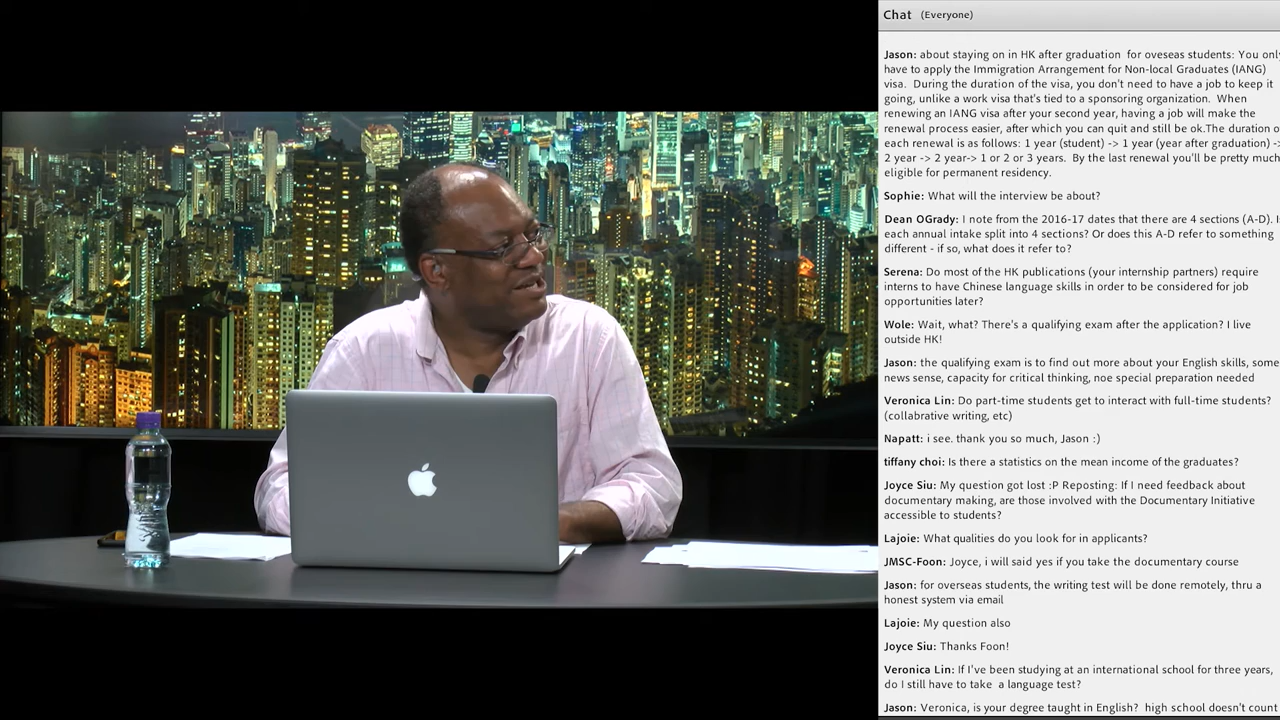 Chat (Everyone)
Jason: about staying on in HK after graduation for oveseas students: You only
have to apply the Immigration Arrangement for Non-local Graduates (IANG)
visa. During the duration of the visa, you don't need to have a job to keep it
going, unlike a work visa that's tied to a sponsoring organization. When
renewing an IANG visa after your second year, having a job will make the
renewal process easier, after which you can quit and still be ok.The duration o
each renewal is as follows: 1 year (student) -> 1 year (year after graduation) ->
2 year -> 2 year-> 1 or 2 or 3 years. By the last renewal you'll be pretty much
eligible for permanent residency.
Sophie: What will the interview be about?
Dean OGrady: I note from the 2016-17 dates that there are 4 sections (A-D). I
each annual intake split into 4 sections? Or does this A-D refer to something
different - if so, what does it refer to?
Serena: Do most of the HK publications (your internship partners) require
interns to have Chinese language skills in order to be considered for job
opportunities later?
Wole: Wait, what? There's a qualifying exam after the application? I live
outside HK!
Jason: the qualifying exam is to find out more about your English skills, some
news sense, capacity for critical thinking, noe special preparation needed
Veronica Lin: Do part-time students get to interact with full-time students?
(collabrative writing, etc)
Napatt: i see. thank you so much, Jason :)
tiffany choi: Is there a statistics on the mean income of the graduates?
Joyce Siu: My question got lost :P Reposting: If I need feedback about
documentary making, are those involved with the Documentary Initiative
accessible to students?
Lajoie: What qualities do you look for in applicants?
JMSC-Foon: Joyce, i will said yes if you take the documentary course
Jason: for overseas students, the writing test will be done remotely, thru a
honest system via email
Lajoie: My question also
Joyce Siu: Thanks Foon!
Veronica Lin: If I've been studying at an international school for three years,
do I still have to take a language test?
Jason: Veronica, is your degree taught in English? high school doesn't count